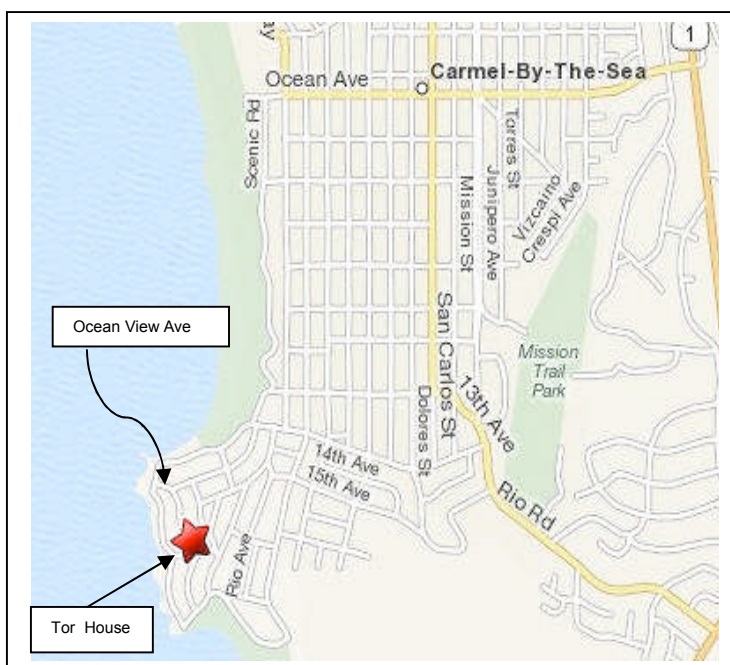 1
ay
Ocean Ave
Carmel-By-The-Sea
Scenic Rd
Torres St
Junipero Ave
Mission St
Vizcaino
Crespi Ave
Ocean View Ave
San Carlos St
Mission
Trail
Park
13th Ave
Dolores St
14th Ave
15th Ave
Rio Rd
Rio Ave
Tor House